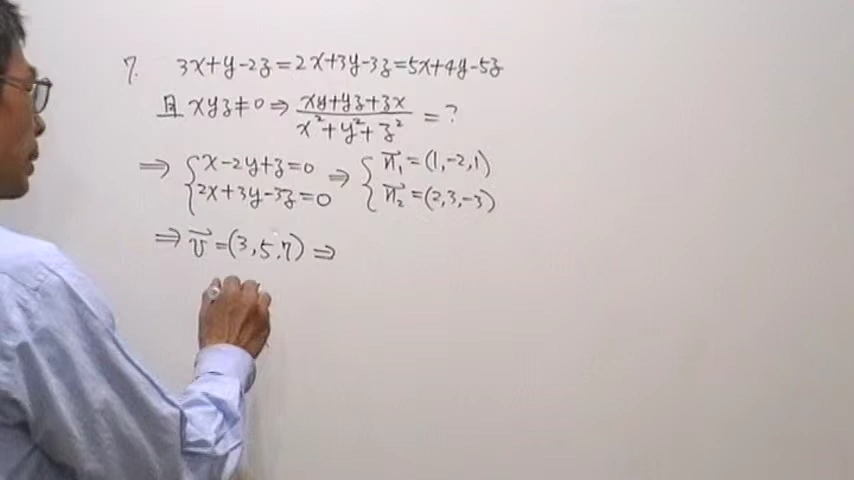 7. 3x+y-2z=2x+3y-3z=5x+4y-5z
且 xyz≠0 ⇒ (xy+yz+zx)/(x²+y²+z²) = ?
⇒ { x-2y+z=0 ⇒ { n₁⃗=(1,-2,1)
{ 2x+3y-3z=0 { n₂⃗=(2,3,-3)
⇒ v⃗=(3,5,7) ⇒